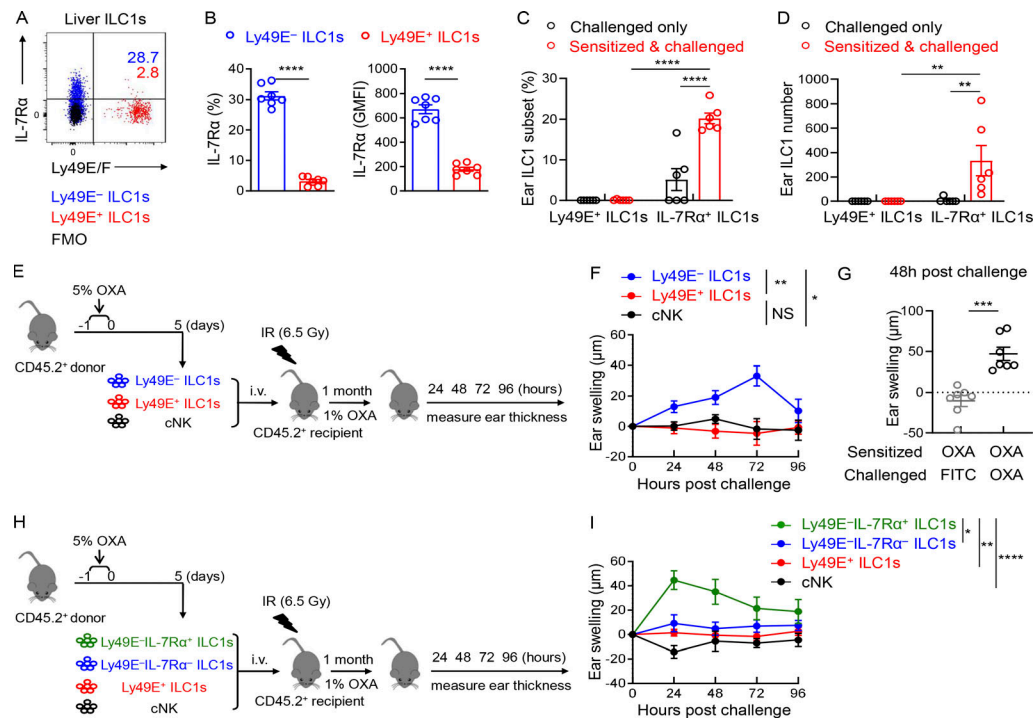 A
Liver ILC1s
28.7
2.8
IL-7Rα
0
0
Ly49E/F
Ly49E⁻ ILC1s
Ly49E⁺ ILC1s
FMO
B
Ly49E⁻ ILC1s
Ly49E⁺ ILC1s
****
IL-7Rα (%)
40
30
20
10
0
****
IL-7Rα (GMFI)
1000
800
600
400
200
0
C
Challenged only
Sensitized & challenged
****
****
Ear ILC1 subset (%)
30
20
10
0
Ly49E⁺ ILC1s
IL-7Rα⁺ ILC1s
D
Challenged only
Sensitized & challenged
**
**
Ear ILC1 number
1000
800
600
400
200
0
Ly49E⁺ ILC1s
IL-7Rα⁺ ILC1s
E
5% OXA
-1 0 5 (days)
CD45.2⁺ donor
Ly49E⁻ ILC1s
Ly49E⁺ ILC1s
cNK
i.v.
IR (6.5 Gy)
CD45.2⁺ recipient
1 month
1% OXA
24 48 72 96 (hours)
measure ear thickness
F
Ly49E⁻ ILC1s
Ly49E⁺ ILC1s
cNK
**
NS
*
Ear swelling (μm)
60
40
20
0
-20
0 24 48 72 96
Hours post challenge
G
48h post challenge
***
Ear swelling (μm)
100
50
0
-50
Sensitized OXA OXA
Challenged FITC OXA
H
5% OXA
-1 0 5 (days)
CD45.2⁺ donor
Ly49E⁻IL-7Rα⁺ ILC1s
Ly49E⁻IL-7Rα⁻ ILC1s
Ly49E⁺ ILC1s
cNK
i.v.
IR (6.5 Gy)
CD45.2⁺ recipient
1 month
1% OXA
24 48 72 96 (hours)
measure ear thickness
I
Ly49E⁻IL-7Rα⁺ ILC1s
Ly49E⁻IL-7Rα⁻ ILC1s
Ly49E⁺ ILC1s
cNK
*
**
****
Ear swelling (μm)
60
40
20
0
-20
-40
0 24 48 72 96
Hours post challenge